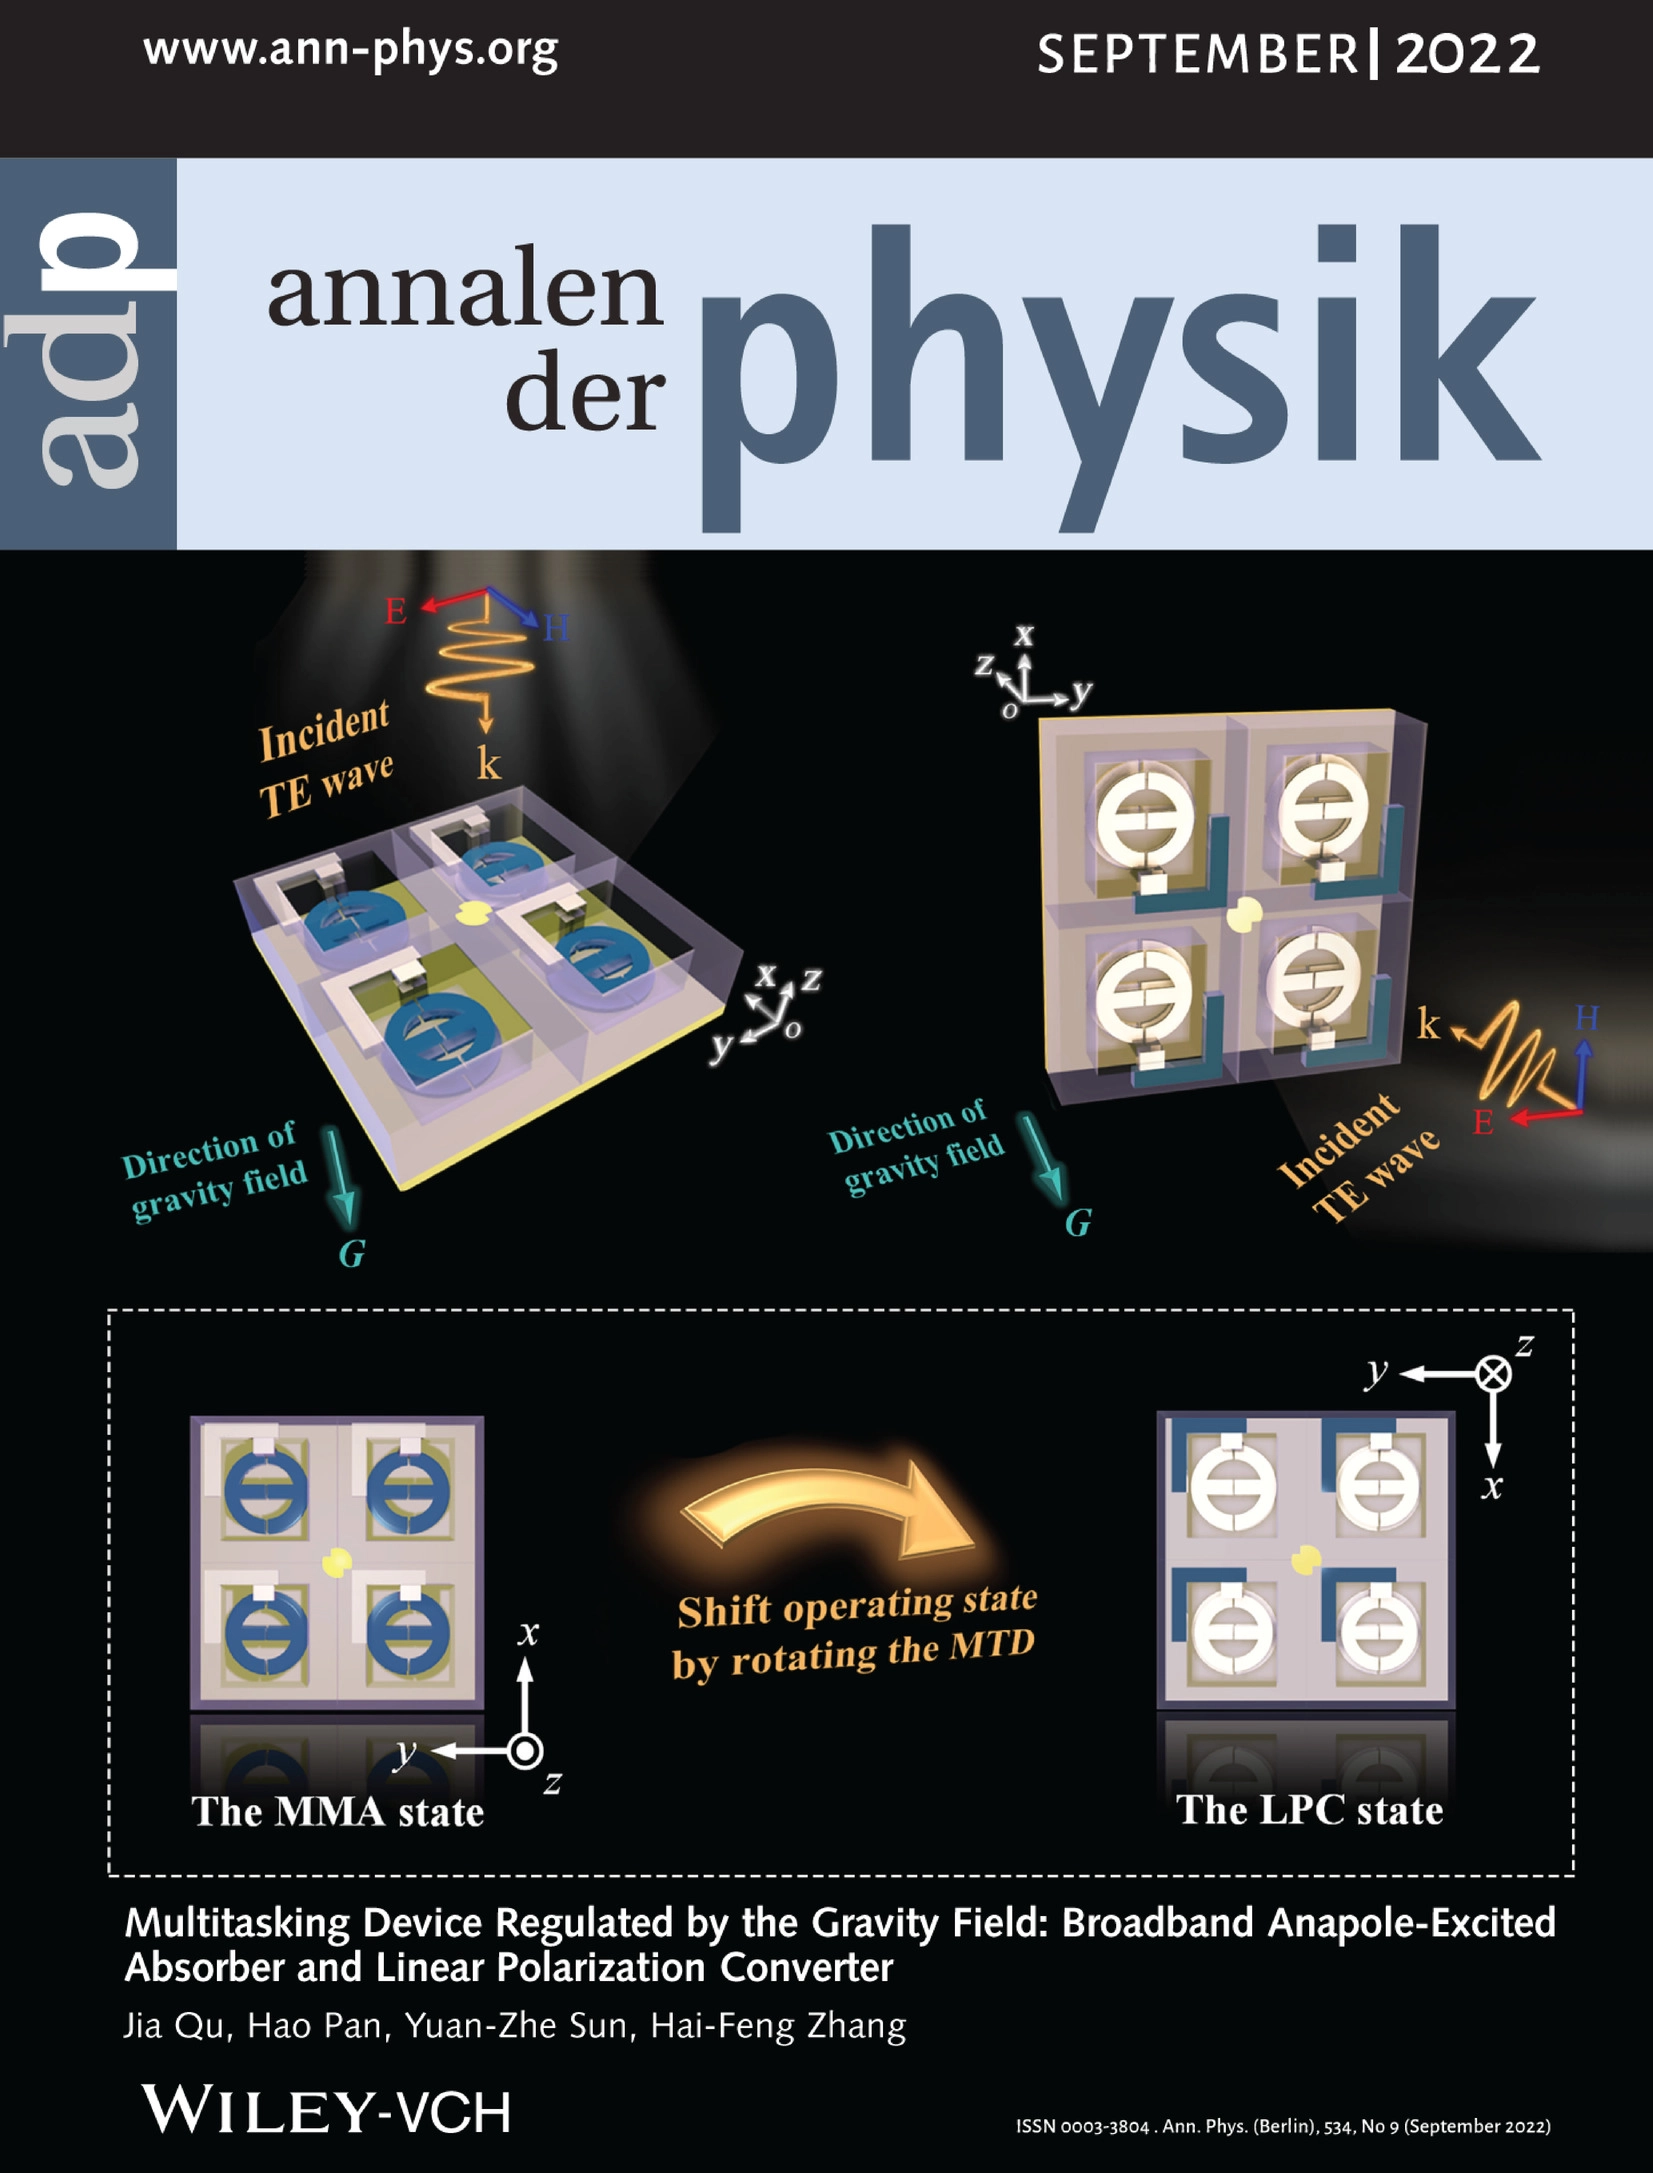 www.ann-phys.org
SEPTEMBER|2022
adp
annalen
der
physik
E
H
Incident
TE wave
k
x
z
y
o
x
z
y
o
k
H
E
Incident
TE wave
Direction of
gravity field
G
Direction of
gravity field
G
z
y
x
Shift operating state
by rotating the MTD
x
y
z
The MMA state
The LPC state
Multitasking Device Regulated by the Gravity Field: Broadband Anapole-Excited
Absorber and Linear Polarization Converter
Jia Qu, Hao Pan, Yuan-Zhe Sun, Hai-Feng Zhang
WILEY-VCH
ISSN 0003-3804 . Ann. Phys. (Berlin), 534, No 9 (September 2022)